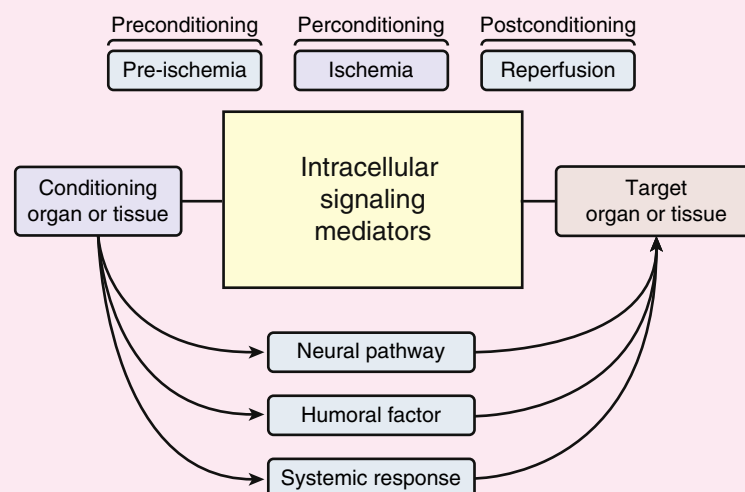 Preconditioning Perconditioning Postconditioning
Pre-ischemia Ischemia Reperfusion
Intracellular
signaling
mediators
Conditioning
organ or tissue
Target
organ or tissue
Neural pathway
Humoral factor
Systemic response